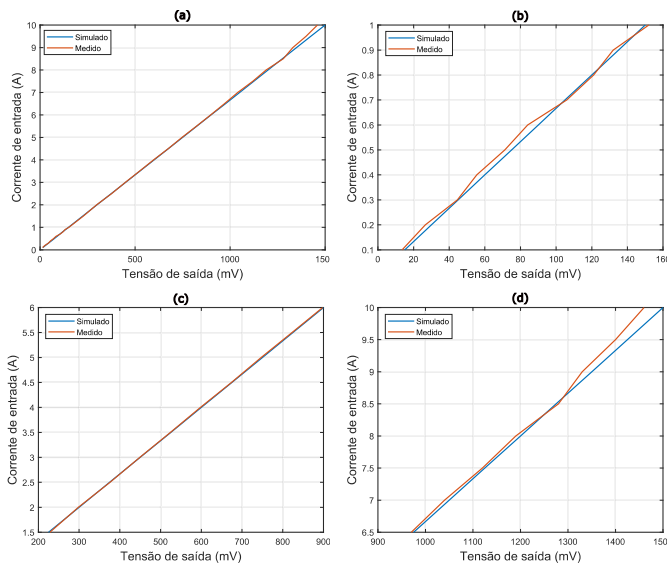 (a)
Simulado
Medido
Corrente de entrada (A)
10
9
8
7
6
5
4
3
2
1
0
0 500 1000 1500
Tensão de saída (mV)
(b)
Simulado
Medido
Corrente de entrada (A)
1
0.9
0.8
0.7
0.6
0.5
0.4
0.3
0.2
0.1
0 20 40 60 80 100 120 140 160
Tensão de saída (mV)
(c)
Simulado
Medido
Corrente de entrada (A)
6
5.5
5
4.5
4
3.5
3
2.5
2
1.5
200 300 400 500 600 700 800 900
Tensão de saída (mV)
(d)
Simulado
Medido
Corrente de entrada (A)
10
9.5
9
8.5
8
7.5
7
6.5
900 1000 1100 1200 1300 1400 1500
Tensão de saída (mV)